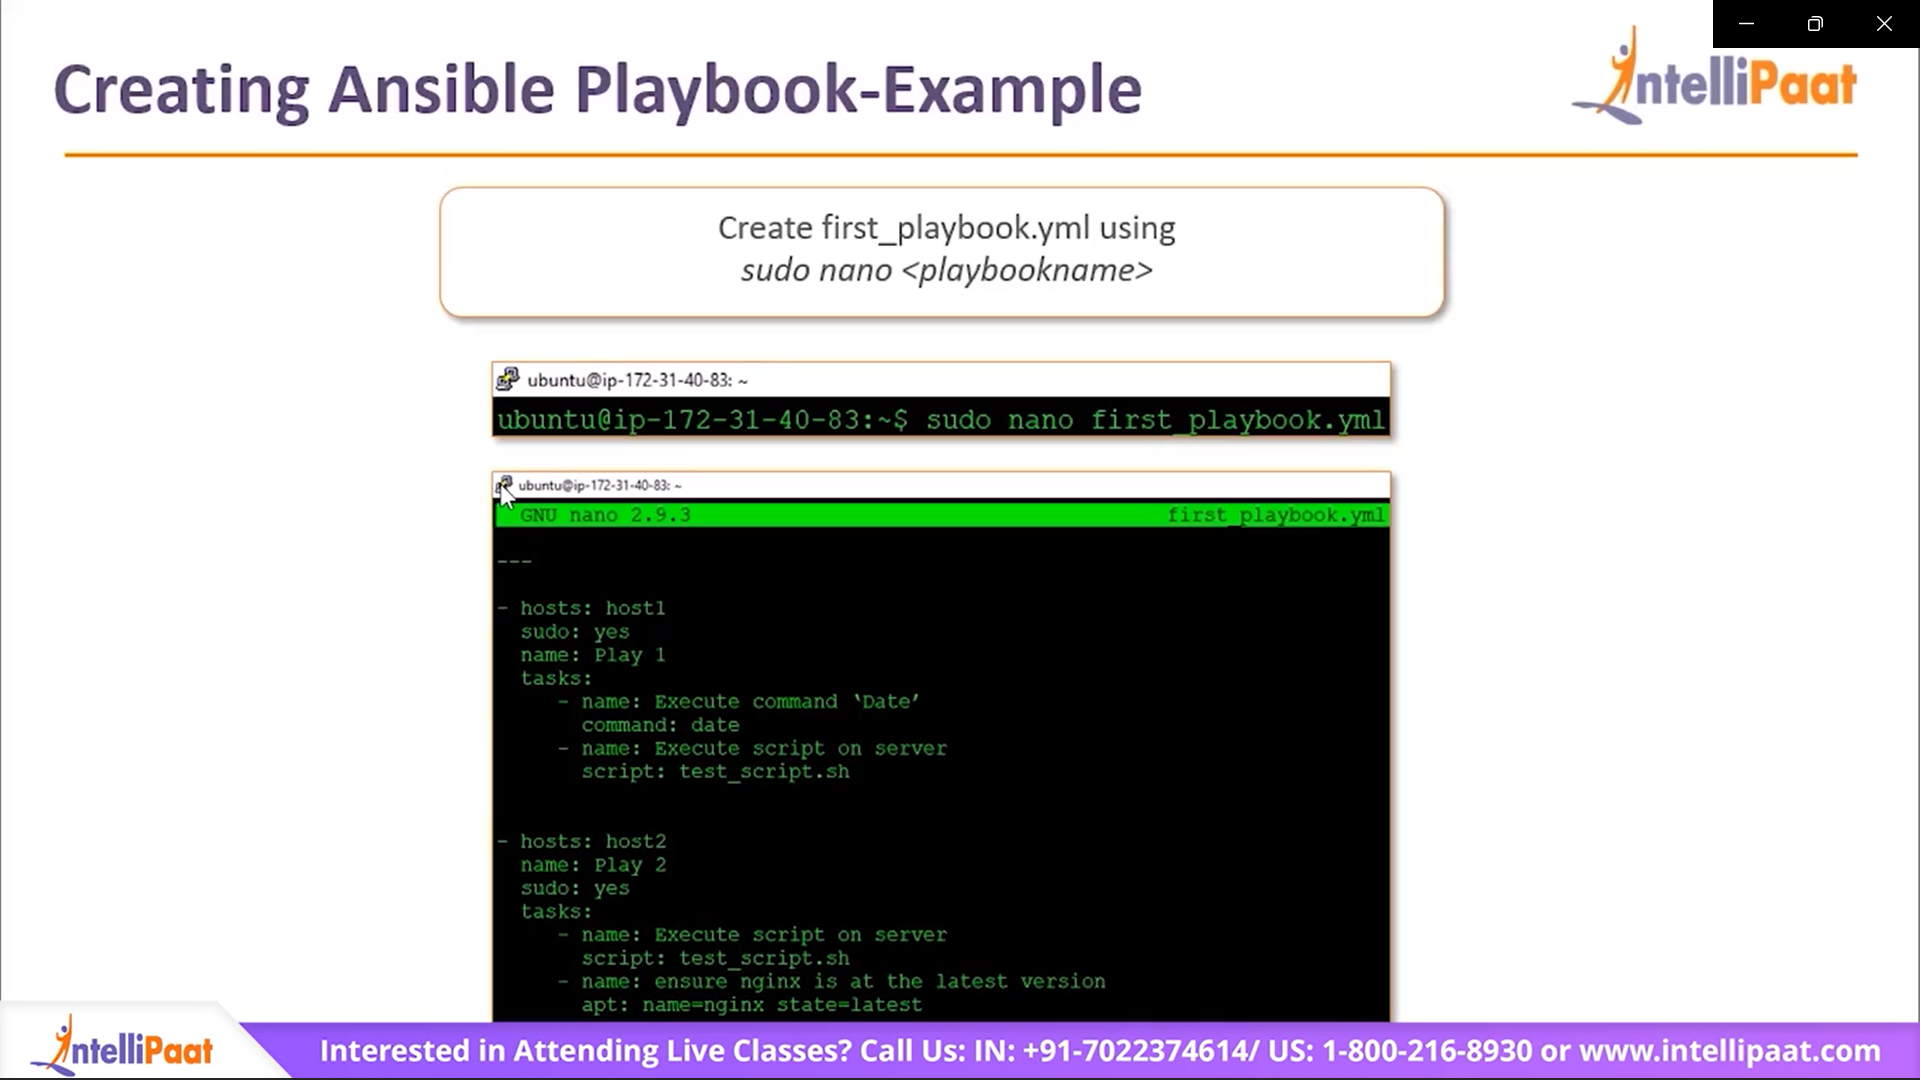 Creating Ansible Playbook-Example
IntelliPaat
Create first_playbook.yml using
sudo nano <playbookname>
ubuntu@ip-172-31-40-83: ~
ubuntu@ip-172-31-40-83:~$ sudo nano first_playbook.yml
ubuntu@ip-172-31-40-83: ~
GNU nano 2.9.3 first_playbook.yml
---
- hosts: host1
sudo: yes
name: Play 1
tasks:
- name: Execute command ‘Date’
command: date
- name: Execute script on server
script: test_script.sh
- hosts: host2
name: Play 2
sudo: yes
tasks:
- name: Execute script on server
script: test_script.sh
- name: ensure nginx is at the latest version
apt: name=nginx state=latest
IntelliPaat
Interested in Attending Live Classes? Call Us: IN: +91-7022374614/ US: 1-800-216-8930 or www.intellipaat.com